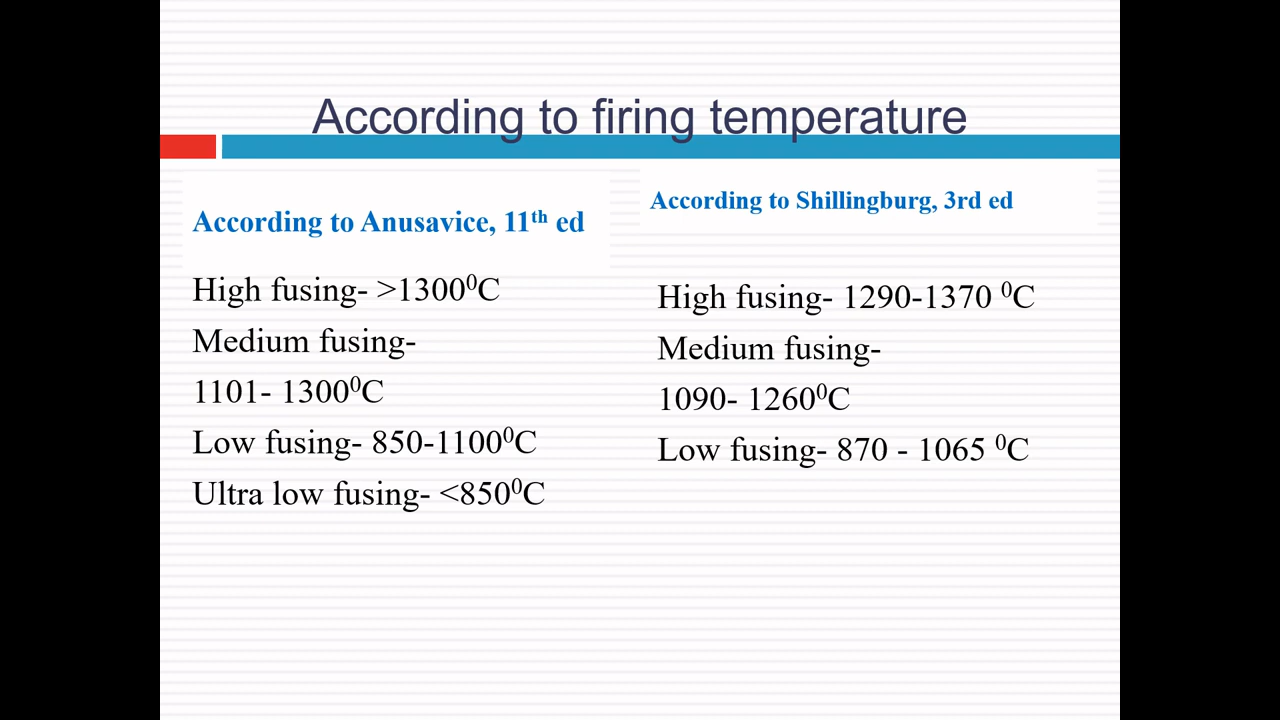 According to firing temperature
According to Anusavice, 11th ed
High fusing- >1300⁰C
Medium fusing-
1101- 1300⁰C
Low fusing- 850-1100⁰C
Ultra low fusing- <850⁰C
According to Shillingburg, 3rd ed
High fusing- 1290-1370 ⁰C
Medium fusing-
1090- 1260⁰C
Low fusing- 870 - 1065 ⁰C